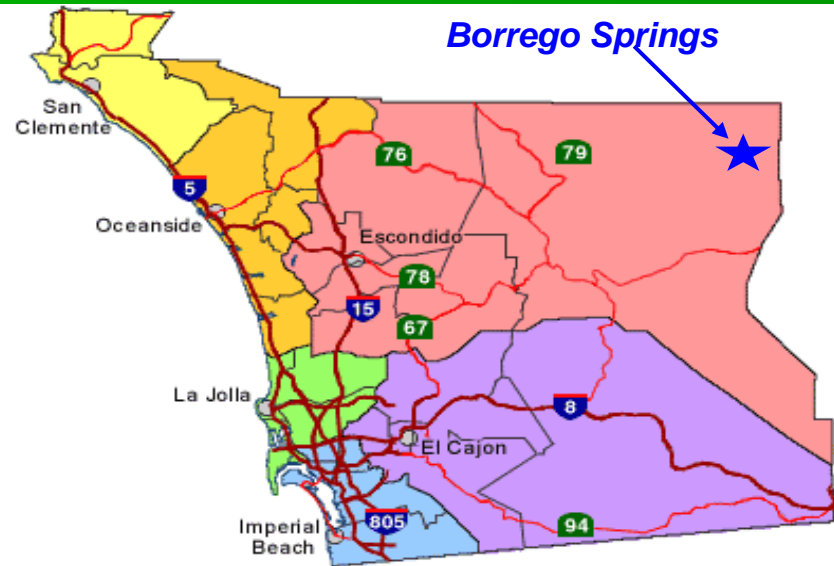 Borrego Springs
San
Clemente
76
79
5
Oceanside
Escondido
78
15
67
La Jolla
8
El Cajon
Imperial
Beach
805
94